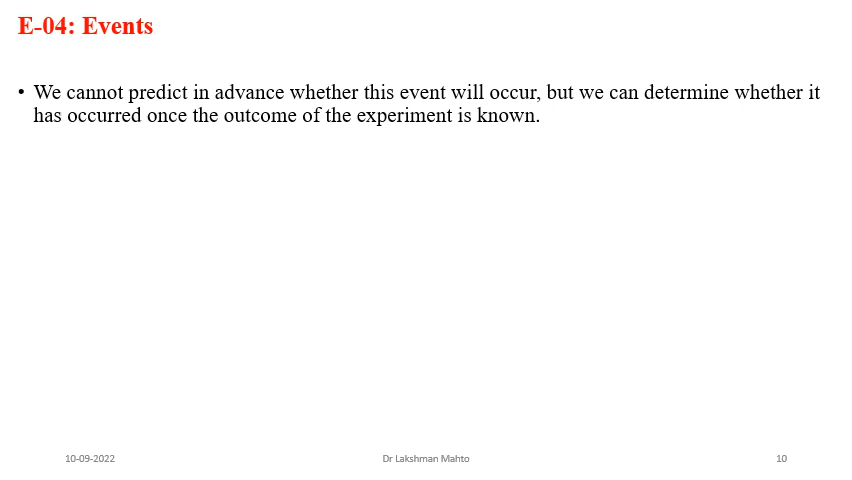 E-04: Events
• We cannot predict in advance whether this event will occur, but we can determine whether it
has occurred once the outcome of the experiment is known.
10-09-2022
Dr Lakshman Mahto
10